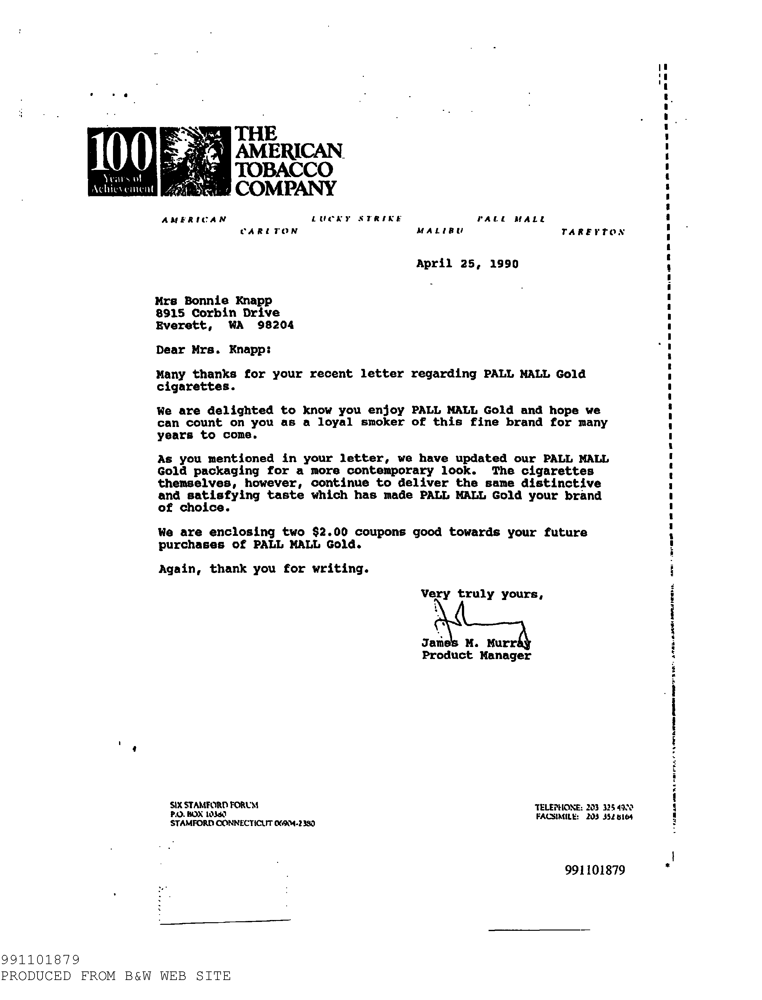 100
Years of
Achievement
THE
AMERICAN
TOBACCO
COMPANY
AMERICAN LUCKY STRIKE PALL MALL
CARLTON MALIBU TAREYTON
April 25, 1990
Mrs Bonnie Knapp
8915 Corbin Drive
Everett, WA 98204
Dear Mrs. Knapp:
Many thanks for your recent letter regarding PALL MALL Gold
cigarettes.
We are delighted to know you enjoy PALL MALL Gold and hope we
can count on you as a loyal smoker of this fine brand for many
years to come.
As you mentioned in your letter, we have updated our PALL MALL
Gold packaging for a more contemporary look. The cigarettes
themselves, however, continue to deliver the same distinctive
and satisfying taste which has made PALL MALL Gold your brand
of choice.
We are enclosing two $2.00 coupons good towards your future
purchases of PALL MALL Gold.
Again, thank you for writing.
Very truly yours,
James M. Murray
Product Manager
SIX STAMFORD FORUM
P.O. BOX 10380
STAMFORD CONNECTICUT 06904-2380
TELEPHONE: 203 325
FACSIMILE: 203 352 8164
991101879
991101879
PRODUCED FROM B&W WEB SITE